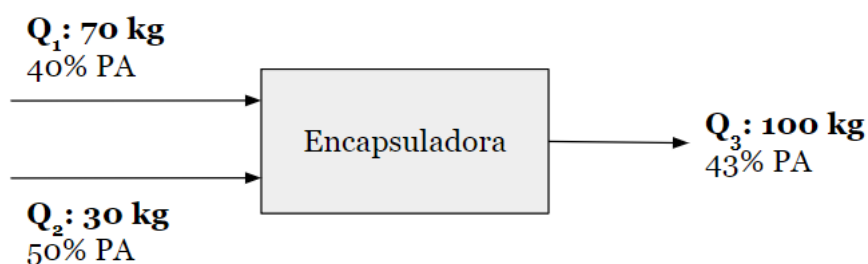 Q₁: 70 kg
40% PA
Encapsuladora
Q₃: 100 kg
43% PA
Q₂: 30 kg
50% PA